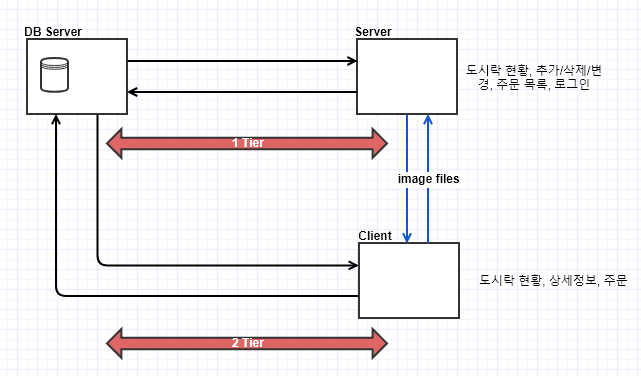 DB Server
Server
도시락 현황, 추가/삭제/변
경, 주문 목록, 로그인
1 Tier
image files
Client
도시락 현황, 상세정보, 주문
2 Tier